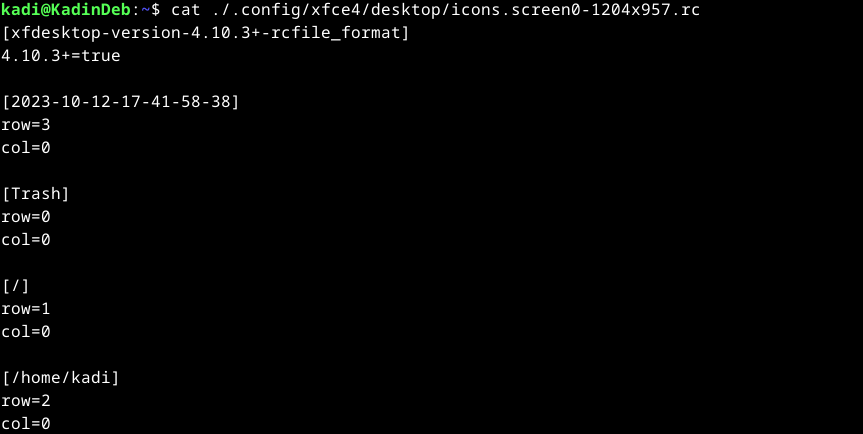 kadi@KadinDeb:~$ cat ./.config/xfce4/desktop/icons.screen0-1204x957.rc
[xfdesktop-version-4.10.3+-rcfile_format]
4.10.3+=true

[2023-10-12-17-41-58-38]
row=3
col=0

[Trash]
row=0
col=0

[/]
row=1
col=0

[/home/kadi]
row=2
col=0